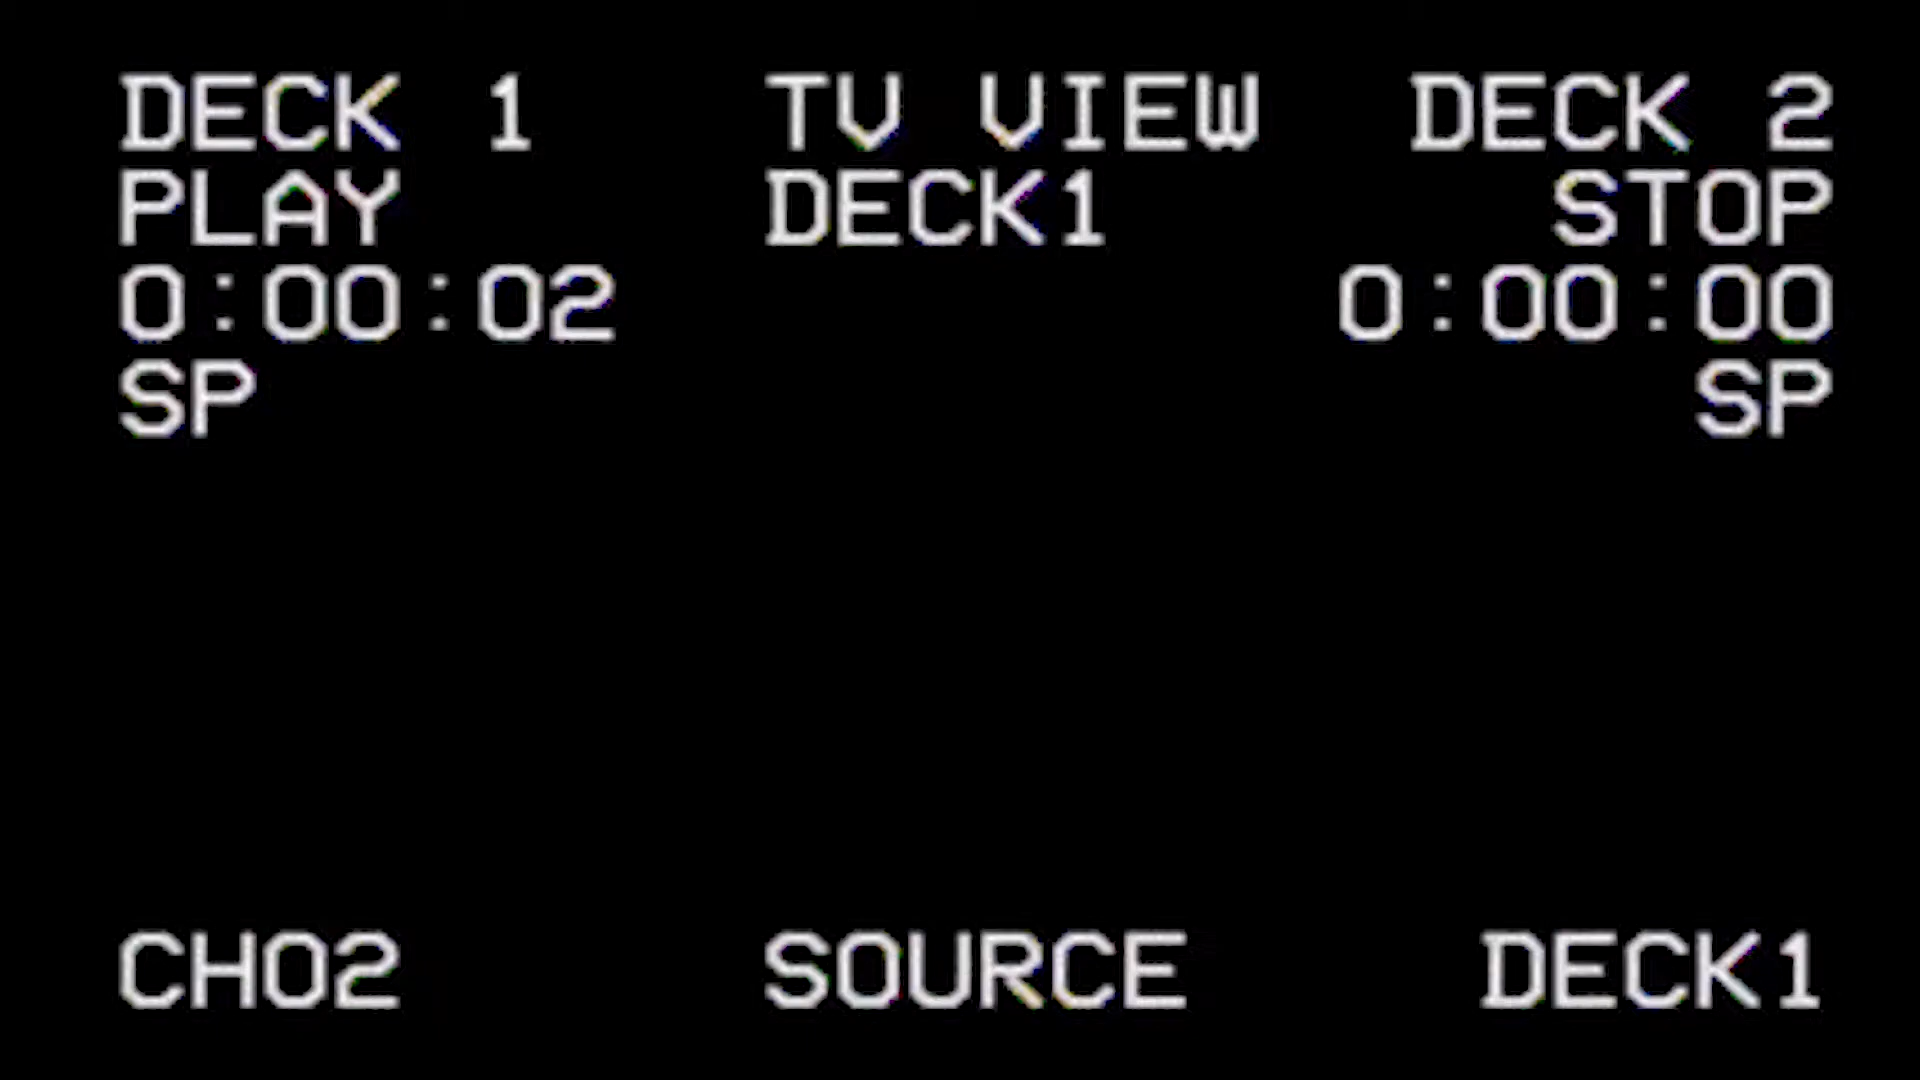 DECK 1 TV VIEW DECK 2
PLAY DECK1 STOP
0:00:02 0:00:00
SP SP
CH02 SOURCE DECK1